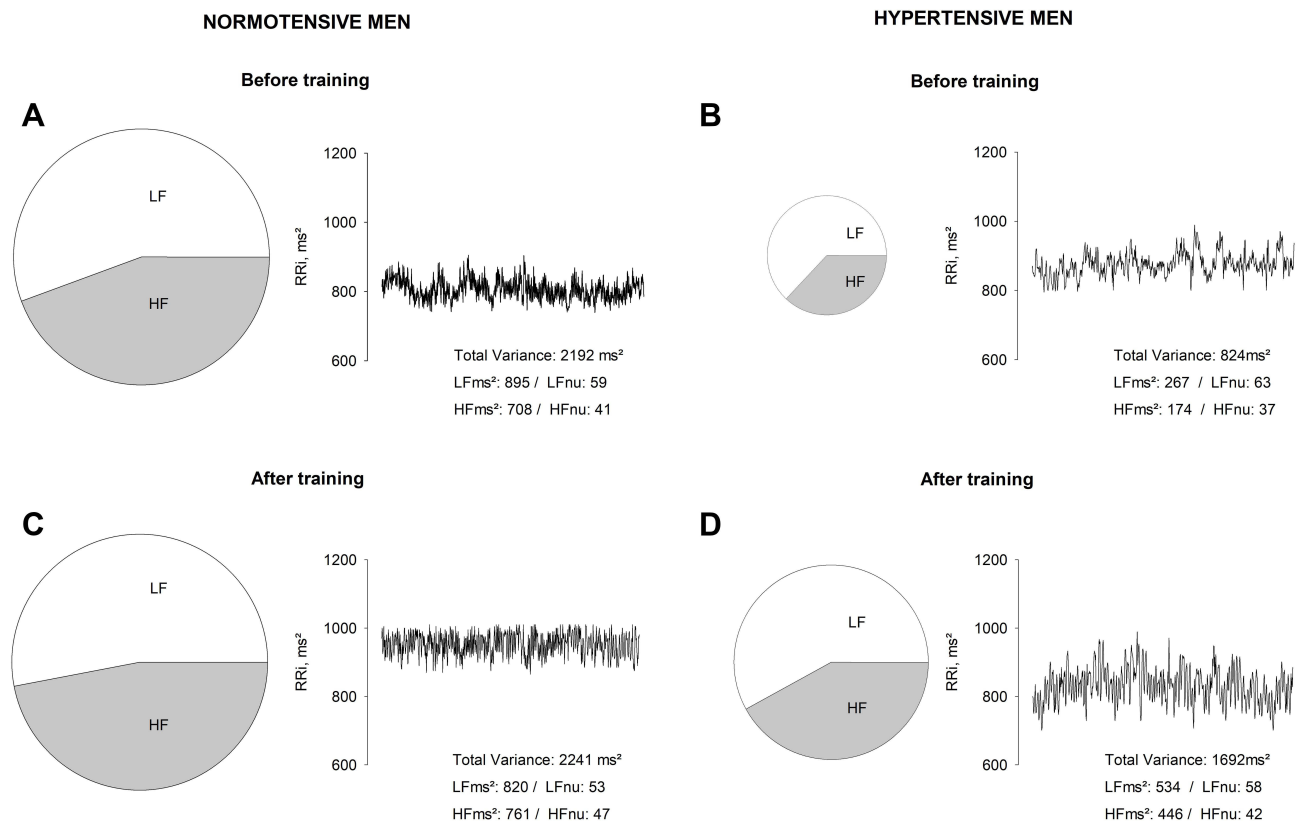 NORMOTENSIVE MEN
HYPERTENSIVE MEN
Before training
Before training
A
LF
HF
RRi, ms²
1200
1000
800
600
Total Variance: 2192 ms²
LFms²: 895 / LFnu: 59
HFms²: 708 / HFnu: 41
B
LF
HF
RRi, ms²
1200
1000
800
600
Total Variance: 824ms²
LFms²: 267 / LFnu: 63
HFms²: 174 / HFnu: 37
After training
After training
C
LF
HF
RRi, ms²
1200
1000
800
600
Total Variance: 2241 ms²
LFms²: 820 / LFnu: 53
HFms²: 761 / HFnu: 47
D
LF
HF
RRi, ms²
1200
1000
800
600
Total Variance: 1692ms²
LFms²: 534 / LFnu: 58
HFms²: 446 / HFnu: 42